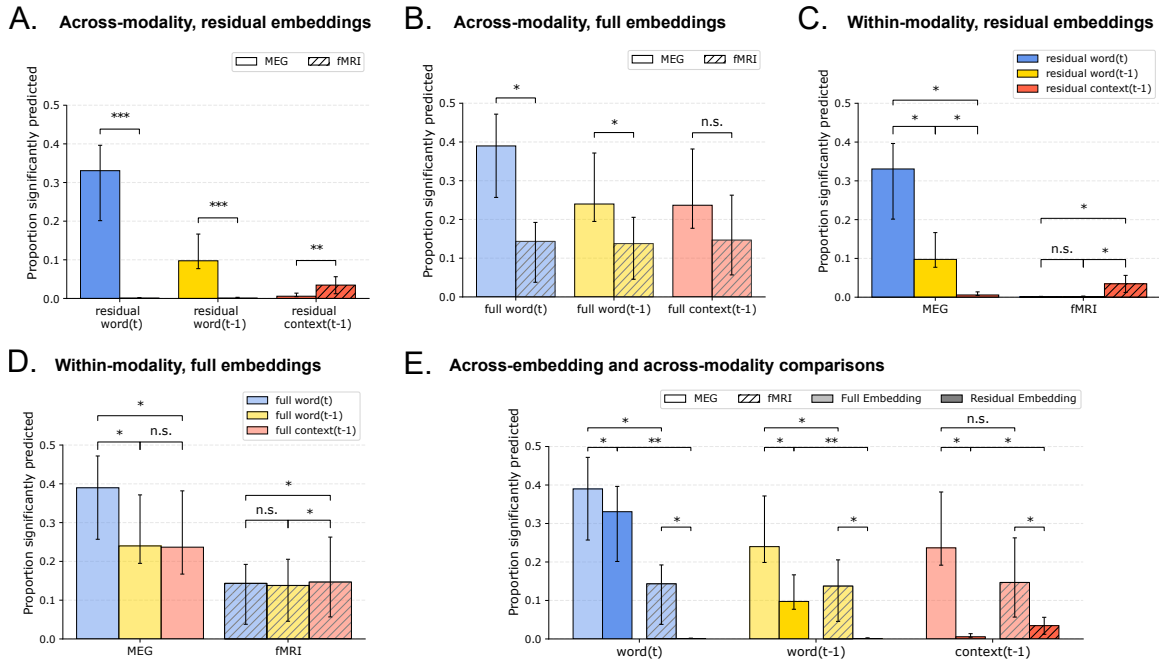 A. Across-modality, residual embeddings
MEG fMRI
Proportion significantly predicted
0.5
0.4
0.3
0.2
0.1
0.0
***
***
**
residual word(t)
residual word(t-1)
residual context(t-1)
B. Across-modality, full embeddings
MEG fMRI
Proportion significantly predicted
0.5
0.4
0.3
0.2
0.1
0.0
*
*
n.s.
full word(t) full word(t-1) full context(t-1)
C. Within-modality, residual embeddings
residual word(t)
residual word(t-1)
residual context(t-1)
Proportion significantly predicted
0.5
0.4
0.3
0.2
0.1
0.0
*
* *
*
n.s. *
MEG fMRI
D. Within-modality, full embeddings
full word(t)
full word(t-1)
full context(t-1)
Proportion significantly predicted
0.5
0.4
0.3
0.2
0.1
0.0
*
* n.s.
*
n.s. *
MEG fMRI
E. Across-embedding and across-modality comparisons
MEG fMRI Full Embedding Residual Embedding
Proportion significantly predicted
0.5
0.4
0.3
0.2
0.1
0.0
* * n.s.
* ** * ** * *
* * *
word(t) word(t-1) context(t-1)